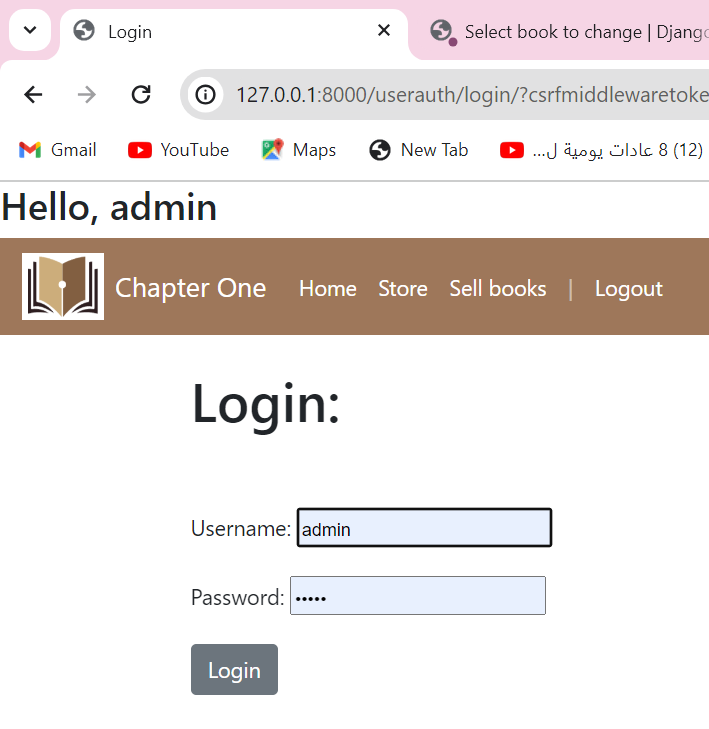 Login
Select book to change | Djang
127.0.0.1:8000/userauth/login/?csrfmiddlewaretoke
Gmail YouTube Maps New Tab (12) 8 عادات يومية ل...
Hello, admin
Chapter One Home Store Sell books | Logout
Login:
Username: admin
Password: •••••
Login